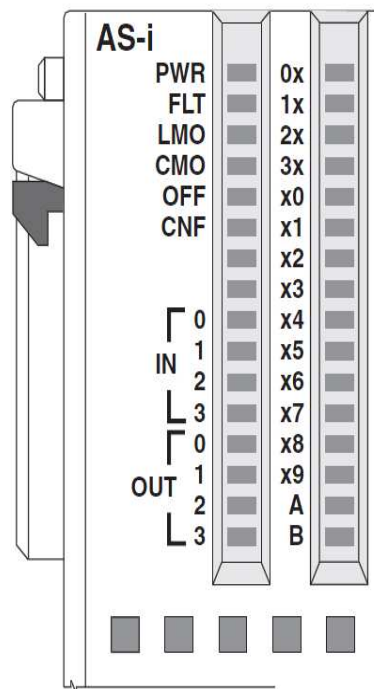 AS-i
PWR 0x
FLT 1x
LMO 2x
CMO 3x
OFF x0
CNF x1
x2
x3
0 x4
1 x5
IN
2 x6
3 x7
0 x8
1 x9
OUT
2 A
3 B